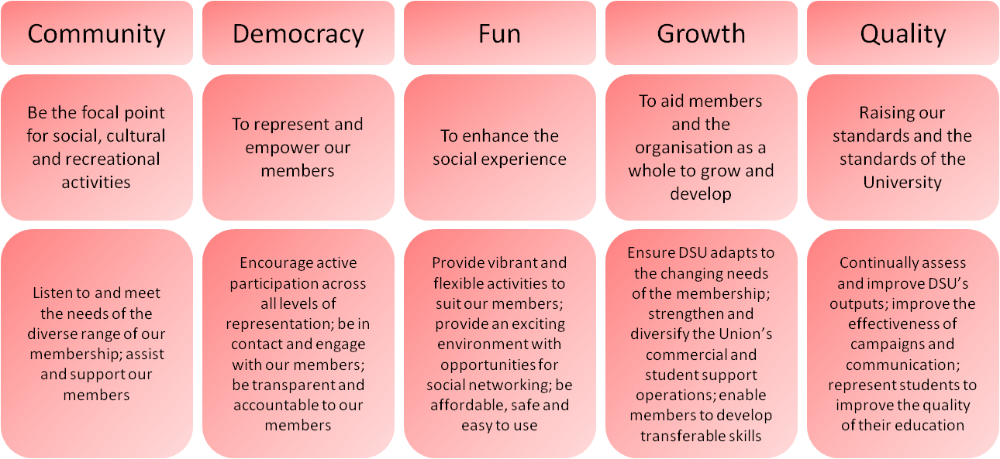 Community
Democracy
Fun
Growth
Quality
Be the focal point
for social, cultural
and recreational
activities
To represent and
empower our
members
To enhance the
social experience
To aid members
and the
organisation as a
whole to grow and
develop
Raising our
standards and the
standards of the
University
Listen to and meet
the needs of the
diverse range of our
membership; assist
and support our
members
Encourage active
participation across
all levels of
representation; be in
contact and engage
with our members;
be transparent and
accountable to our
members
Provide vibrant and
flexible activities to
suit our members;
provide an exciting
environment with
opportunities for
social networking; be
affordable, safe and
easy to use
Ensure DSU adapts to
the changing needs
of the membership;
strengthen and
diversify the Union’s
commercial and
student support
operations; enable
members to develop
transferable skills
Continually assess
and improve DSU’s
outputs; improve the
effectiveness of
campaigns and
communication;
represent students to
improve the quality
of their education